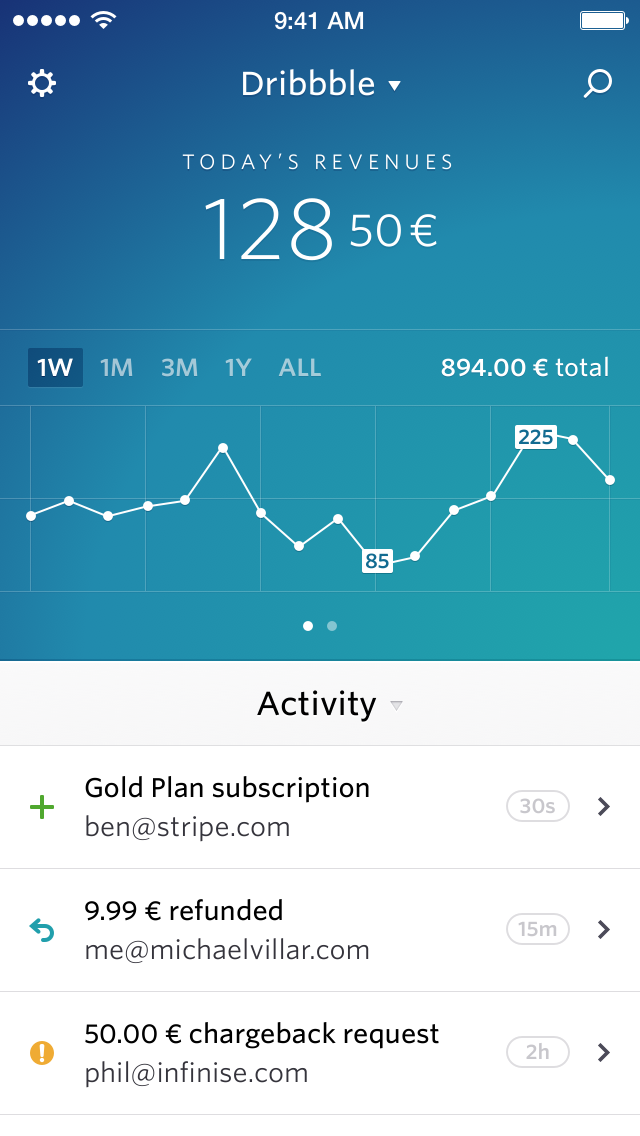 9:41 AM
Dribbble
TODAY'S REVENUES
128 50 €
1W 1M 3M 1Y ALL 894.00 € total
225
85
Activity
Gold Plan subscription
ben@stripe.com
30s
9.99 € refunded
me@michaelvillar.com
15m
50.00 € chargeback request
phil@infinise.com
2h